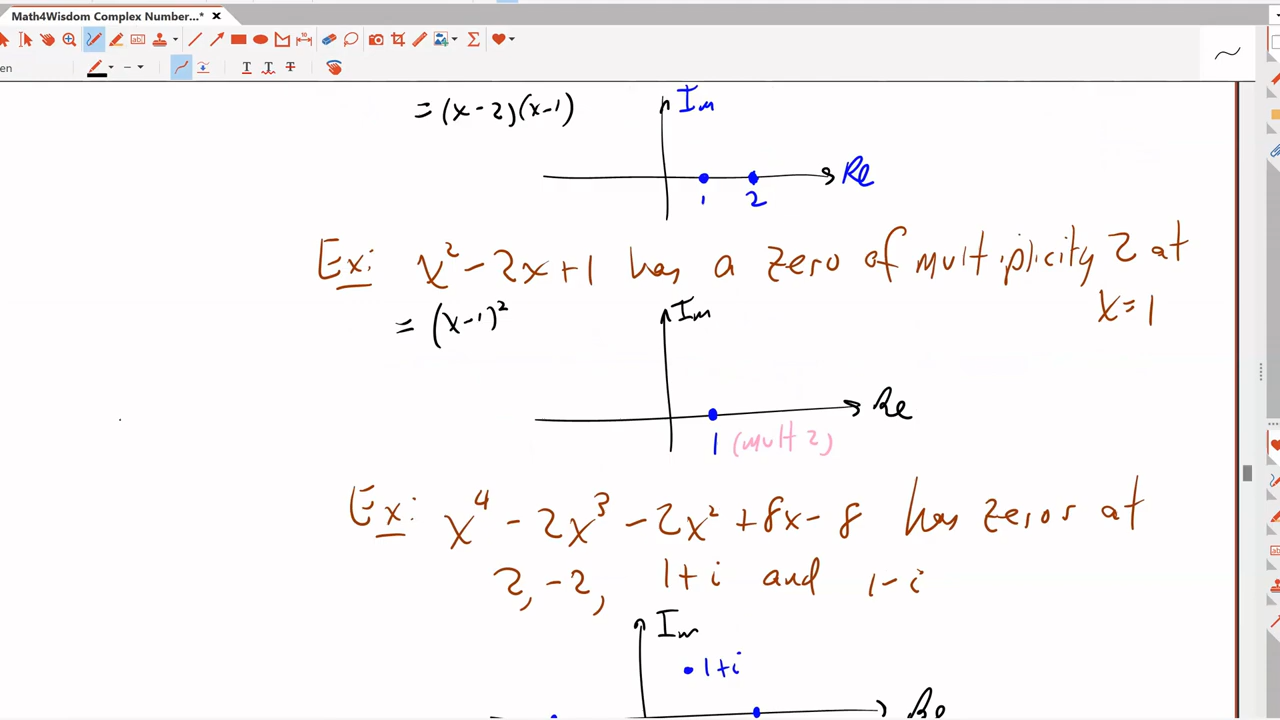 Math4Wisdom Complex Number...*
en
= (x-2)(x-1)
Im
Re
1 2
Ex: x² - 2x + 1 has a zero of multiplicity 2 at
x = 1
= (x-1)²
Im
Re
1 (mult 2)
Ex: x⁴ - 2x³ - 2x² + 8x - 8 has zeros at
2, -2, 1+i and 1-i
Im
1+i
Re